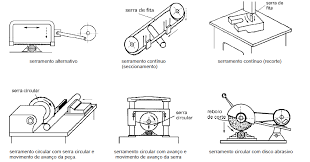 serra
de fita
serra de
fita
serramento alternativo
serramento contínuo
(seccionamento)
serramento contínuo (recorte)
serra circular
serra
circular
rebolo
de corte
serramento circular com serra circular e
movimento de avanço da peça
serramento circular com avanço e
movimento de avanço da serra
serramento circular com disco abrasivo